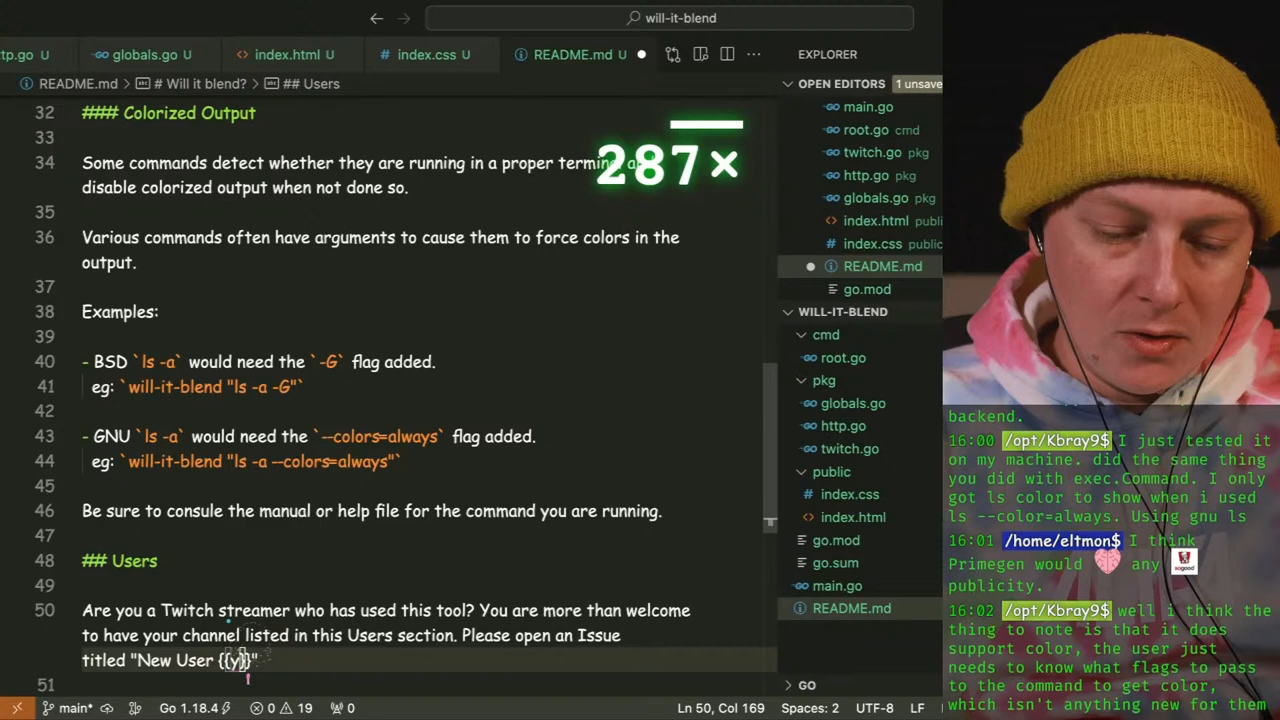 will-it-blend
tp.go U
globals.go U
index.html U
index.css U
README.md U
EXPLORER
README.md > # Will it blend? > ## Users
OPEN EDITORS
1 unsave
main.go
root.go cmd
twitch.go pkg
http.go pkg
globals.go pkg
index.html public
index.css public
README.md
go.mod
WILL-IT-BLEND
cmd
root.go
pkg
globals.go
http.go
twitch.go
public
index.css
index.html
go.mod
go.sum
main.go
README.md
GO
287×
32 #### Colorized Output
33
34 Some commands detect whether they are running in a proper termin
disable colorized output when not done so.
35
36 Various commands often have arguments to cause them to force colors in the
output.
37
38 Examples:
39
40 - BSD `ls -a` would need the `-G` flag added.
41 eg: `will-it-blend "ls -a -G"`
42
43 - GNU `ls -a` would need the `--colors=always` flag added.
44 eg: `will-it-blend "ls -a --colors=always"`
45
46 Be sure to consule the manual or help file for the command you are running.
47
48 ## Users
49
50 Are you a Twitch streamer who has used this tool? You are more than welcome
to have your channel listed in this Users section. Please open an Issue
titled "New User {{y}}"
51
backend.
16:00 /opt/Kbray9$ I just tested it
on my machine. did the same thing
you did with exec.Command. I only
got ls color to show when i used
ls --color=always. Using gnu ls
16:01 /home/eltmon$ I think
Primegen would any
sogood
publicity.
16:02 /opt/Kbray9$ well i think the
thing to note is that it does
support color, the user just
needs to know what flags to pass
to the command to get color,
which isn't anything new for them
main*
Go 1.18.4
0 19
0
Ln 50, Col 169
Spaces: 2
UTF-8
LF